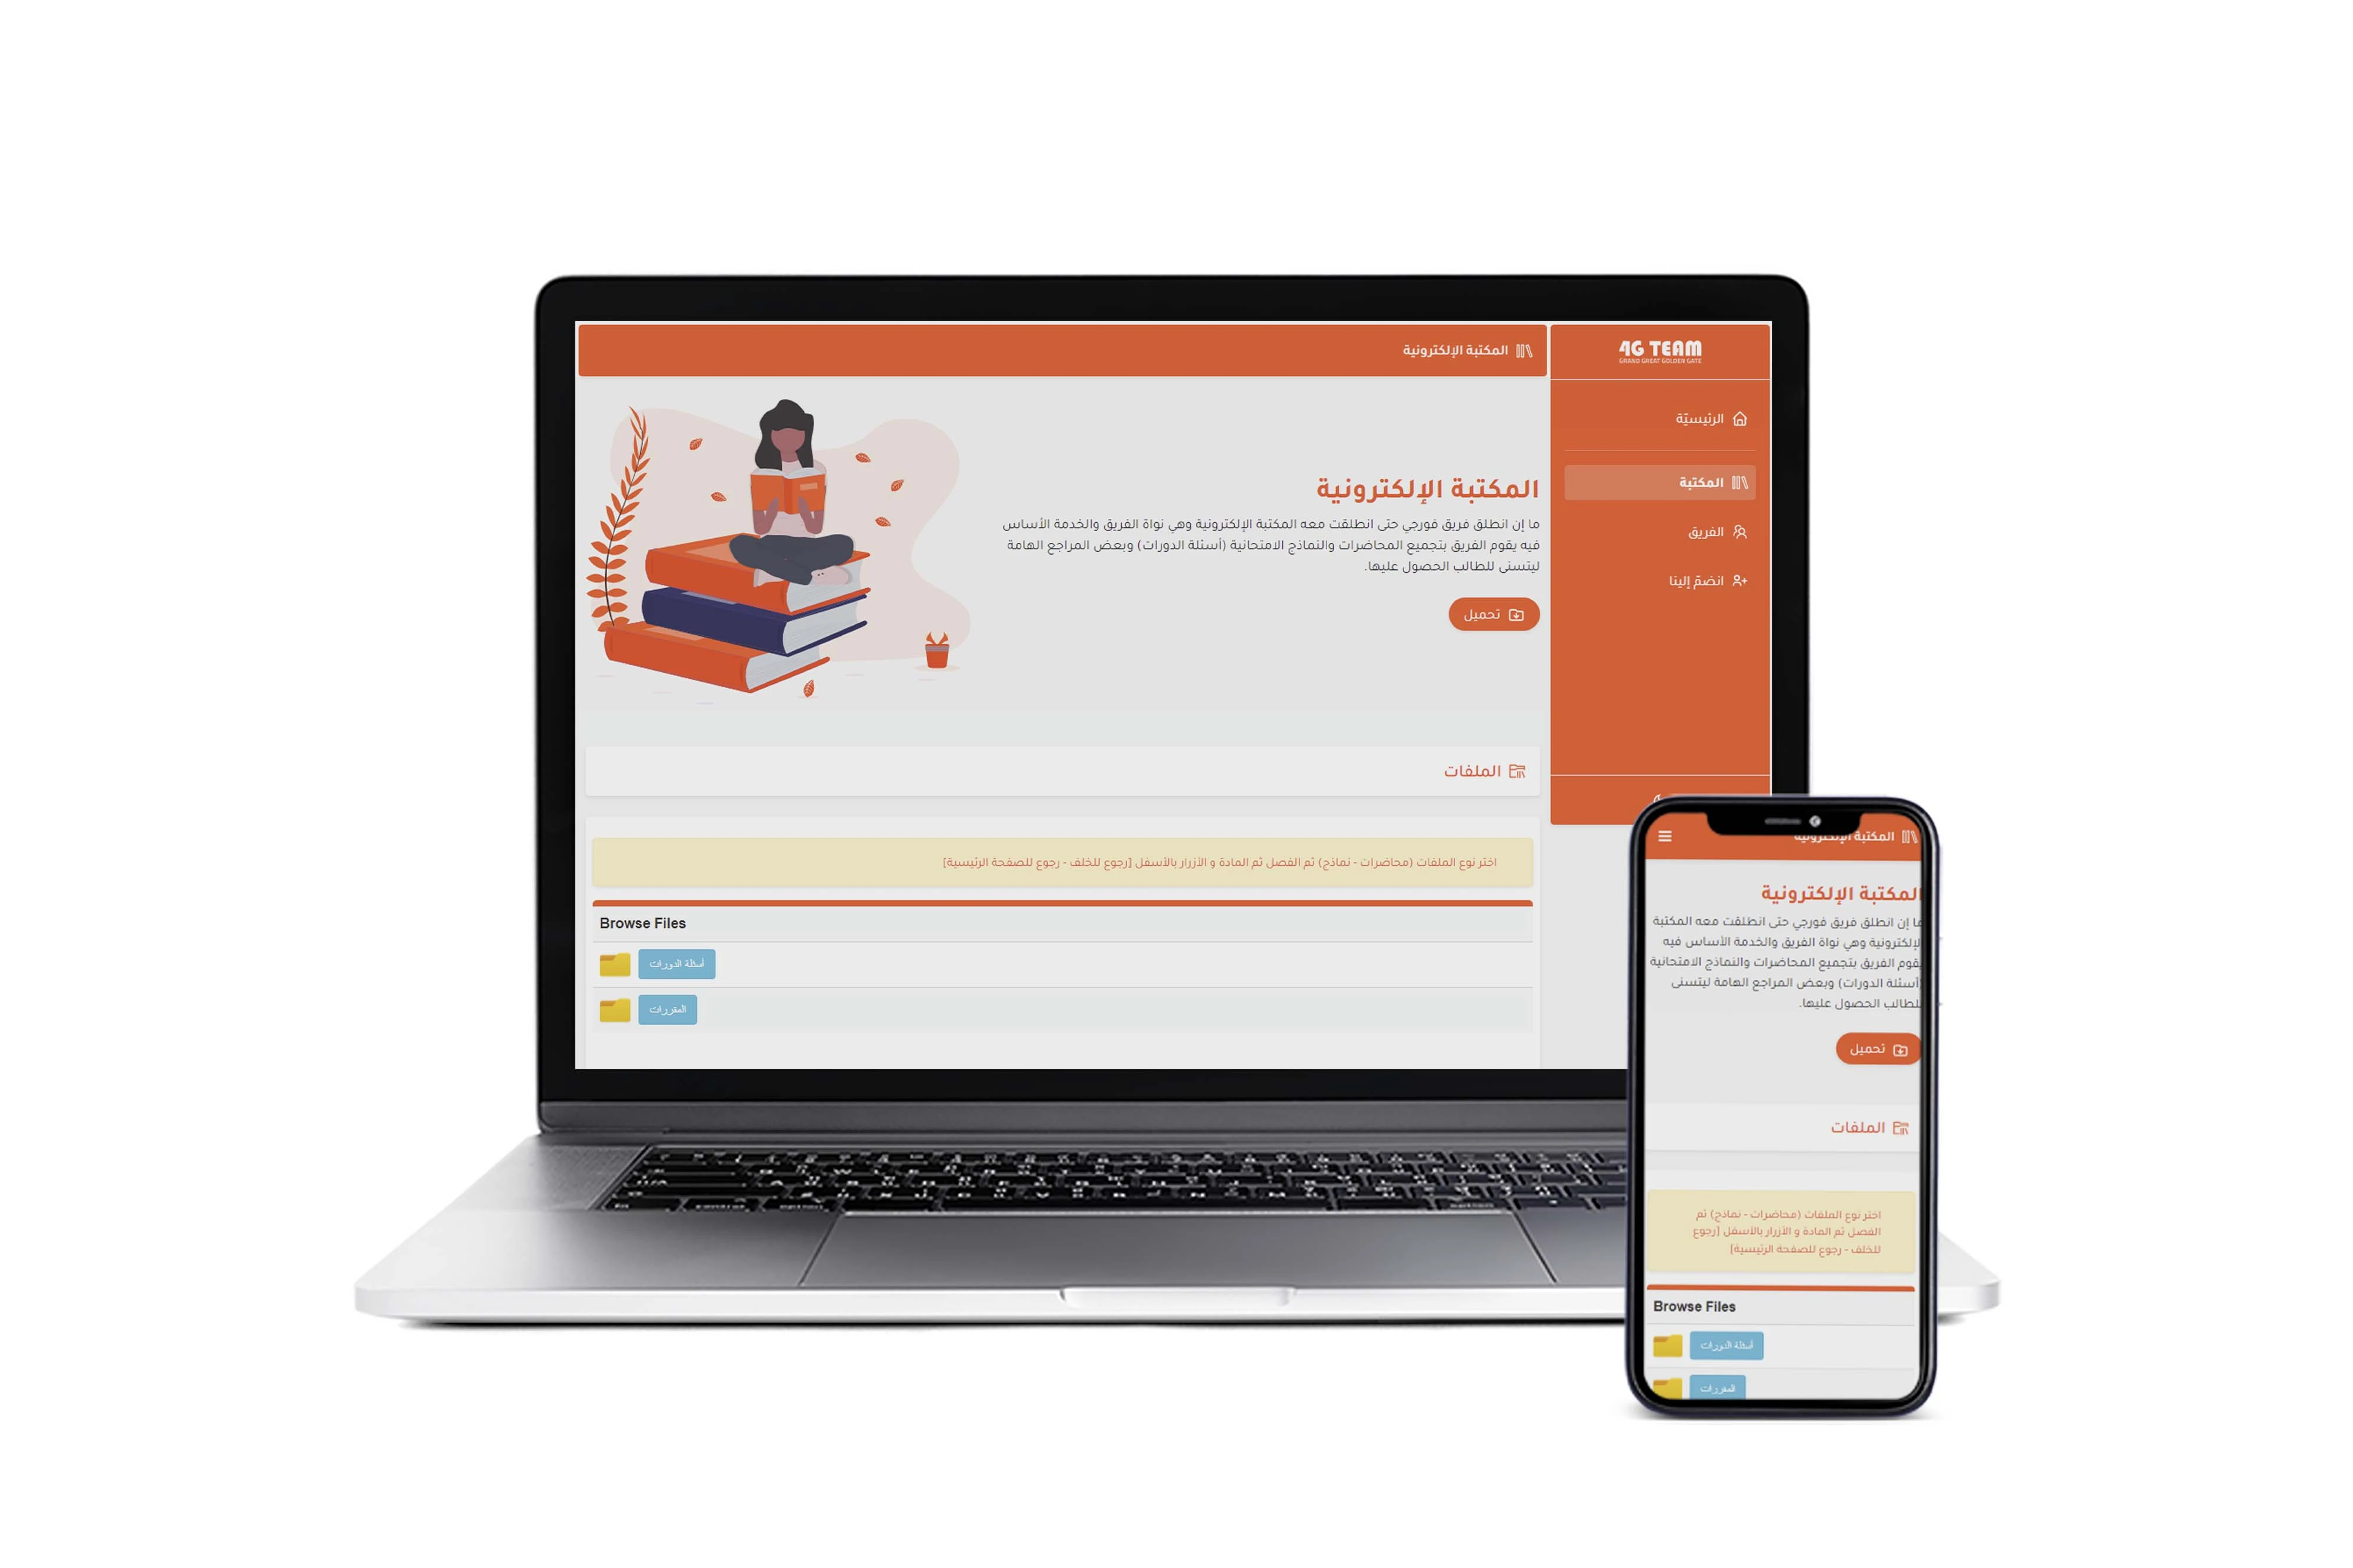 4G TEAM
GRAND GREAT GOLDEN GATE
الرئيسيّة
المكتبة
الفريق
انضمّ إلينا
المكتبة الإلكترونية
المكتبة الإلكترونية
ما إن انطلق فريق فورجي حتى انطلقت معه المكتبة الإلكترونية وهي نواة الفريق والخدمة الأساس
فيه يقوم الفريق بتجميع المحاضرات والنماذج الامتحانية (أسئلة الدورات) وبعض المراجع الهامة
ليتسنى للطالب الحصول عليها.
تحميل
الملفات
اختر نوع الملفات (محاضرات - نماذج) ثم الفصل ثم المادة و الأزرار بالأسفل [رجوع للخلف - رجوع للصفحة الرئيسية]
Browse Files
أسئلة الدورات
المقررات
المكتبة الإلكترونية
المكتبة الإلكترونية
ما إن انطلق فريق فورجي حتى انطلقت معه المكتبة
الإلكترونية وهي نواة الفريق والخدمة الأساس فيه
يقوم الفريق بتجميع المحاضرات والنماذج الامتحانية
(أسئلة الدورات) وبعض المراجع الهامة ليتسنى
للطالب الحصول عليها.
تحميل
الملفات
اختر نوع الملفات (محاضرات - نماذج) ثم
الفصل ثم المادة و الأزرار بالأسفل [رجوع
للخلف - رجوع للصفحة الرئيسية]
Browse Files
أسئلة الدورات
المقررات